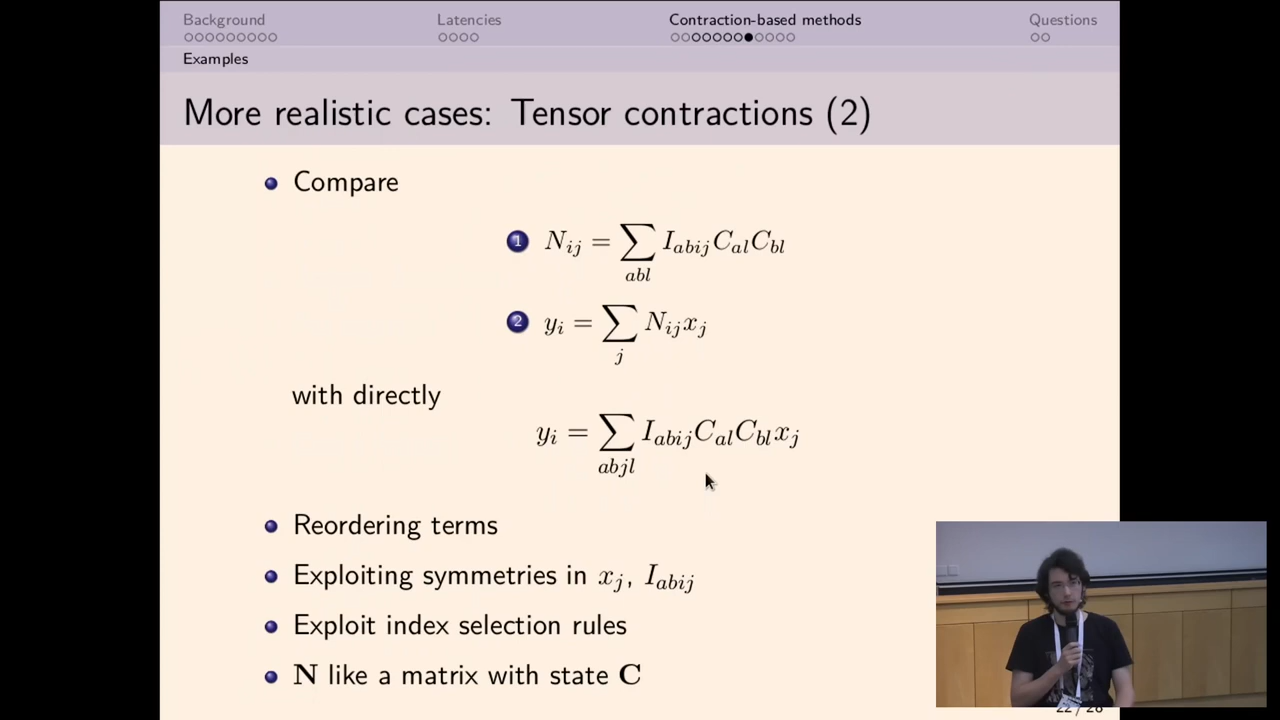 Background Latencies Contraction-based methods Questions
Examples
More realistic cases: Tensor contractions (2)
Compare
1 N_{ij} = \sum_{abl} I_{abij} C_{al} C_{bl}
2 y_i = \sum_j N_{ij} x_j
with directly
y_i = \sum_{abjl} I_{abij} C_{al} C_{bl} x_j
Reordering terms
Exploiting symmetries in x_j, I_{abij}
Exploit index selection rules
N like a matrix with state C